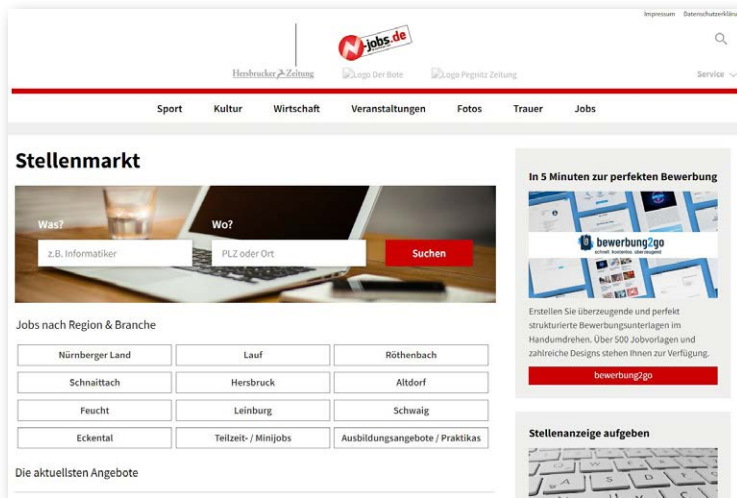 Impressum Datenschutzerklärun
N-jobs.de
Hersbrucker Zeitung
Logo Der Bote
Logo Pegnitz Zeitung
Service
Sport Kultur Wirtschaft Veranstaltungen Fotos Trauer Jobs
Stellenmarkt
Was? Wo?
z.B. Informatiker PLZ oder Ort Suchen
Jobs nach Region & Branche
Nürnberger Land Lauf Röthenbach
Schnaittach Hersbruck Altdorf
Feucht Leinburg Schwaig
Eckental Teilzeit- / Minijobs Ausbildungsangebote / Praktikas
Die aktuellsten Angebote
In 5 Minuten zur perfekten Bewerbung
bewerbung2go
schnell. kostenlos. überzeugend.
Erstellen Sie überzeugende und perfekt
strukturierte Bewerbungsunterlagen im
Handumdrehen. Über 500 Jobvorlagen und
zahlreiche Designs stehen Ihnen zur Verfügung.
bewerbung2go
Stellenanzeige aufgeben